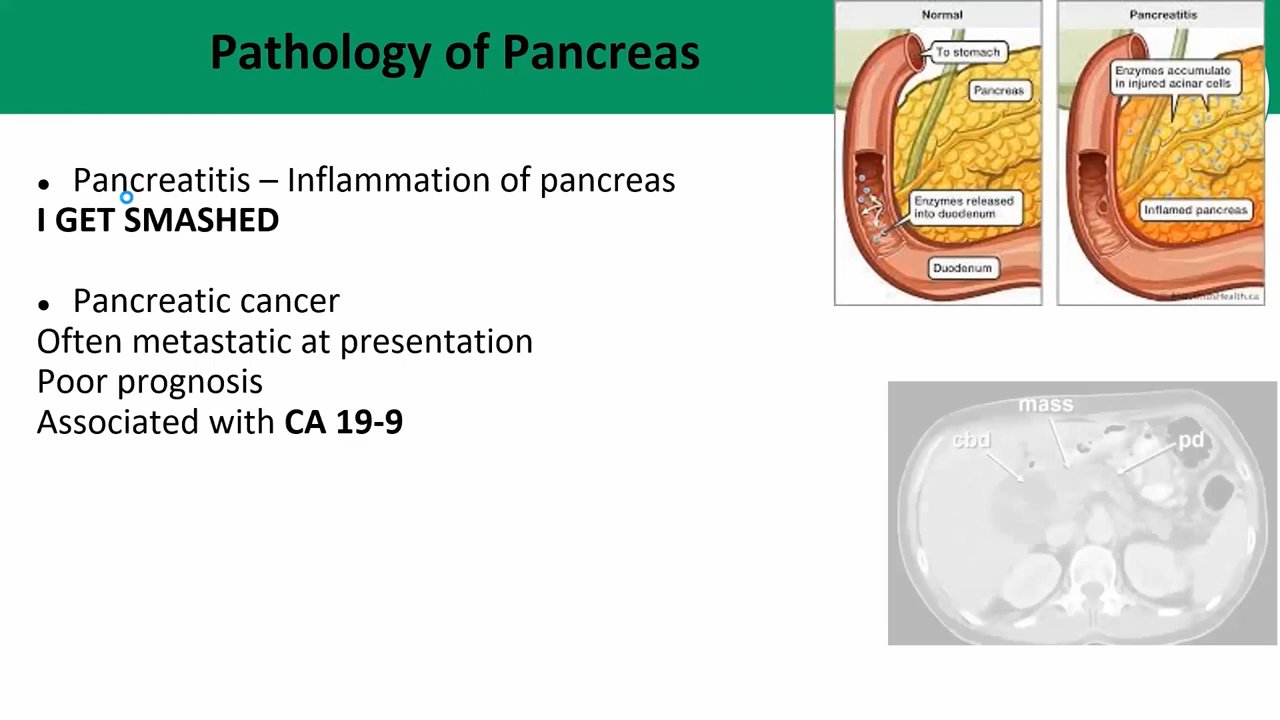 Pathology of Pancreas
● Pancreatitis – Inflammation of pancreas
I GET SMASHED
● Pancreatic cancer
Often metastatic at presentation
Poor prognosis
Associated with CA 19-9
Normal
To stomach
Pancreas
Enzymes released
into duodenum
Duodenum
Pancreatitis
Enzymes accumulate
in injured acinar cells
Inflamed pancreas
mass
cbd
pd